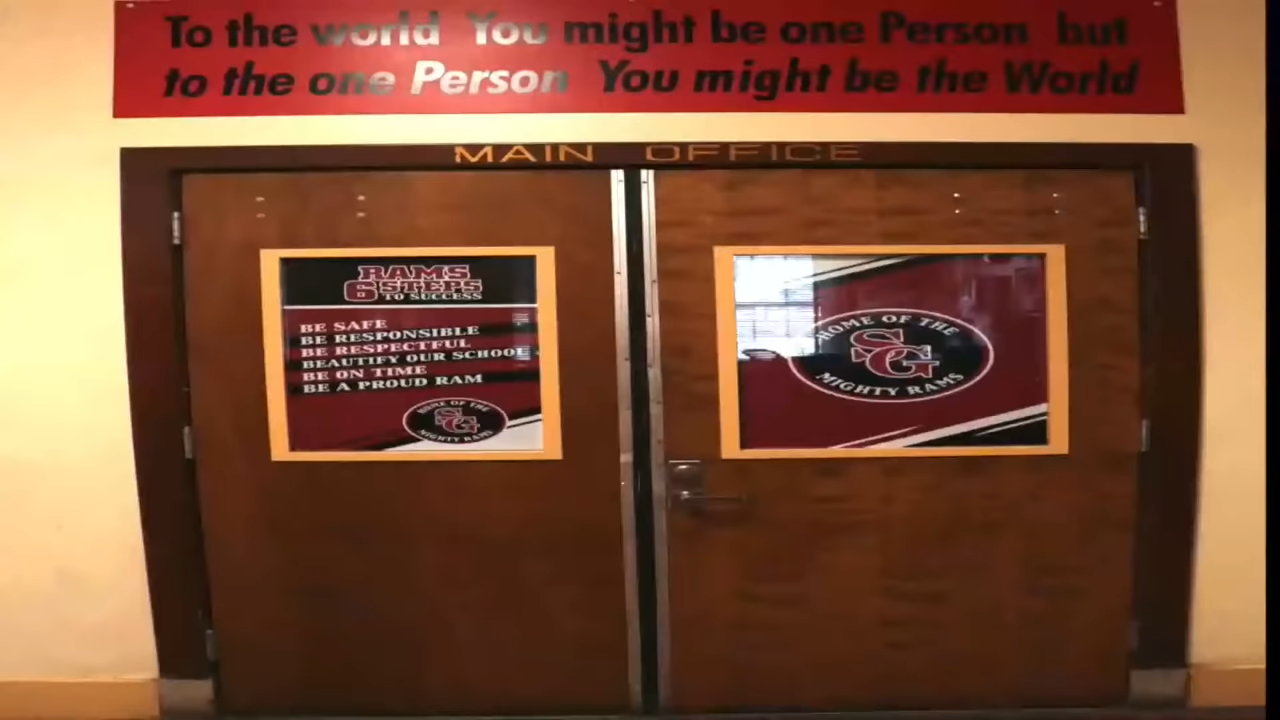 To the world You might be one Person but
to the one Person You might be the World
MAIN OFFICE
RAMS
6 STEPS
TO SUCCESS
BE SAFE
BE RESPONSIBLE
BE RESPECTFUL
BEAUTIFY OUR SCHOOL
BE ON TIME
BE A PROUD RAM
HOME OF THE
SG
MIGHTY RAMS
HOME OF THE
SG
MIGHTY RAMS